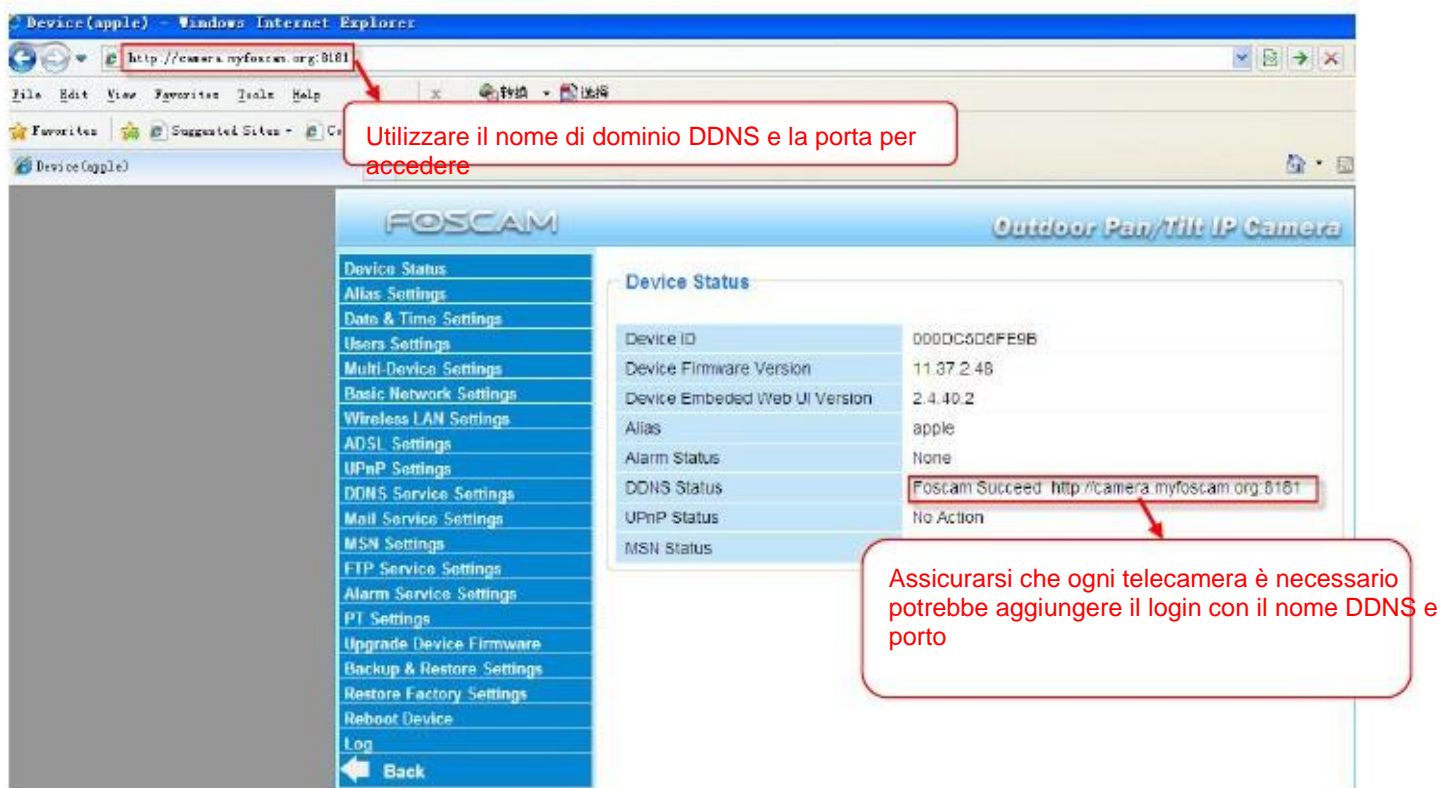 Device(apple) - Windows Internet Explorer
http://camera.myfoscam.org:8181
File Edit View Favorites Tools Help x 转换 选择
Favorites Suggested Sites
Utilizzare il nome di dominio DDNS e la porta per
accedere
Device(apple)
FOSCAM
Outdoor Pan/Tilt IP Camera
Device Status
Alias Settings
Date & Time Settings
Users Settings
Multi-Device Settings
Basic Network Settings
Wireless LAN Settings
ADSL Settings
UPnP Settings
DDNS Service Settings
Mail Service Settings
MSN Settings
FTP Service Settings
Alarm Service Settings
PT Settings
Upgrade Device Firmware
Backup & Restore Settings
Restore Factory Settings
Reboot Device
Log
Back
Device Status
Device ID 000DC5D5FE9B
Device Firmware Version 11.37.2.48
Device Embeded Web UI Version 2.4.40.2
Alias apple
Alarm Status None
DDNS Status Foscam Succeed http://camera.myfoscam.org:8181
UPnP Status No Action
MSN Status
Assicurarsi che ogni telecamera è necessario
potrebbe aggiungere il login con il nome DDNS e
porto